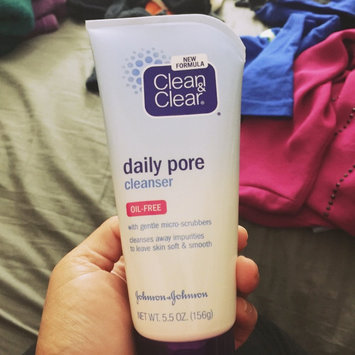 NEW
FORMULA
Clean
&
Clear®
daily pore
cleanser
OIL-FREE
with gentle micro-scrubbers
cleanses away impurities
to leave skin soft & smooth
Johnson & Johnson
NET WT. 5.5 OZ. (156g)